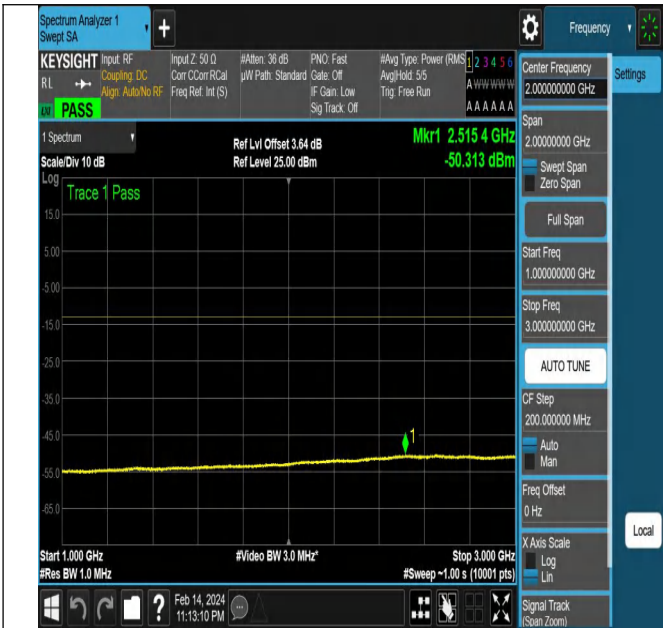 Spectrum Analyzer 1
Swept SA
+
Frequency
KEYSIGHT
RL
PASS
Input: RF
Coupling: DC
Align: Auto/No RF
Input Z: 50 Ω
Corr CCorr RCal
Freq Ref: Int (S)
#Atten: 36 dB
µW Path: Standard
PNO: Fast
Gate: Off
IF Gain: Low
Sig Track: Off
#Avg Type: Power (RMS
Avg|Hold: 5/5
Trig: Free Run
1 2 3 4 5 6
A W W W W W
A A A A A A
1 Spectrum
Scale/Div 10 dB
Ref Lvl Offset 3.64 dB
Ref Level 25.00 dBm
Mkr1 2.515 4 GHz
-50.313 dBm
Log
Trace 1 Pass
15.0
5.00
-5.00
-15.0
-25.0
-35.0
-45.0
1
-55.0
-65.0
Start 1.000 GHz
#Res BW 1.0 MHz
#Video BW 3.0 MHz*
Stop 3.000 GHz
#Sweep ~1.00 s (10001 pts)
Feb 14, 2024
11:13:10 PM
?
Center Frequency
2.00000000 GHz
Settings
Span
2.00000000 GHz
Swept Span
Zero Span
Full Span
Start Freq
1.000000000 GHz
Stop Freq
3.000000000 GHz
AUTO TUNE
CF Step
200.000000 MHz
Auto
Man
Freq Offset
0 Hz
Local
X Axis Scale
Log
Lin
Signal Track
(Span Zoom)